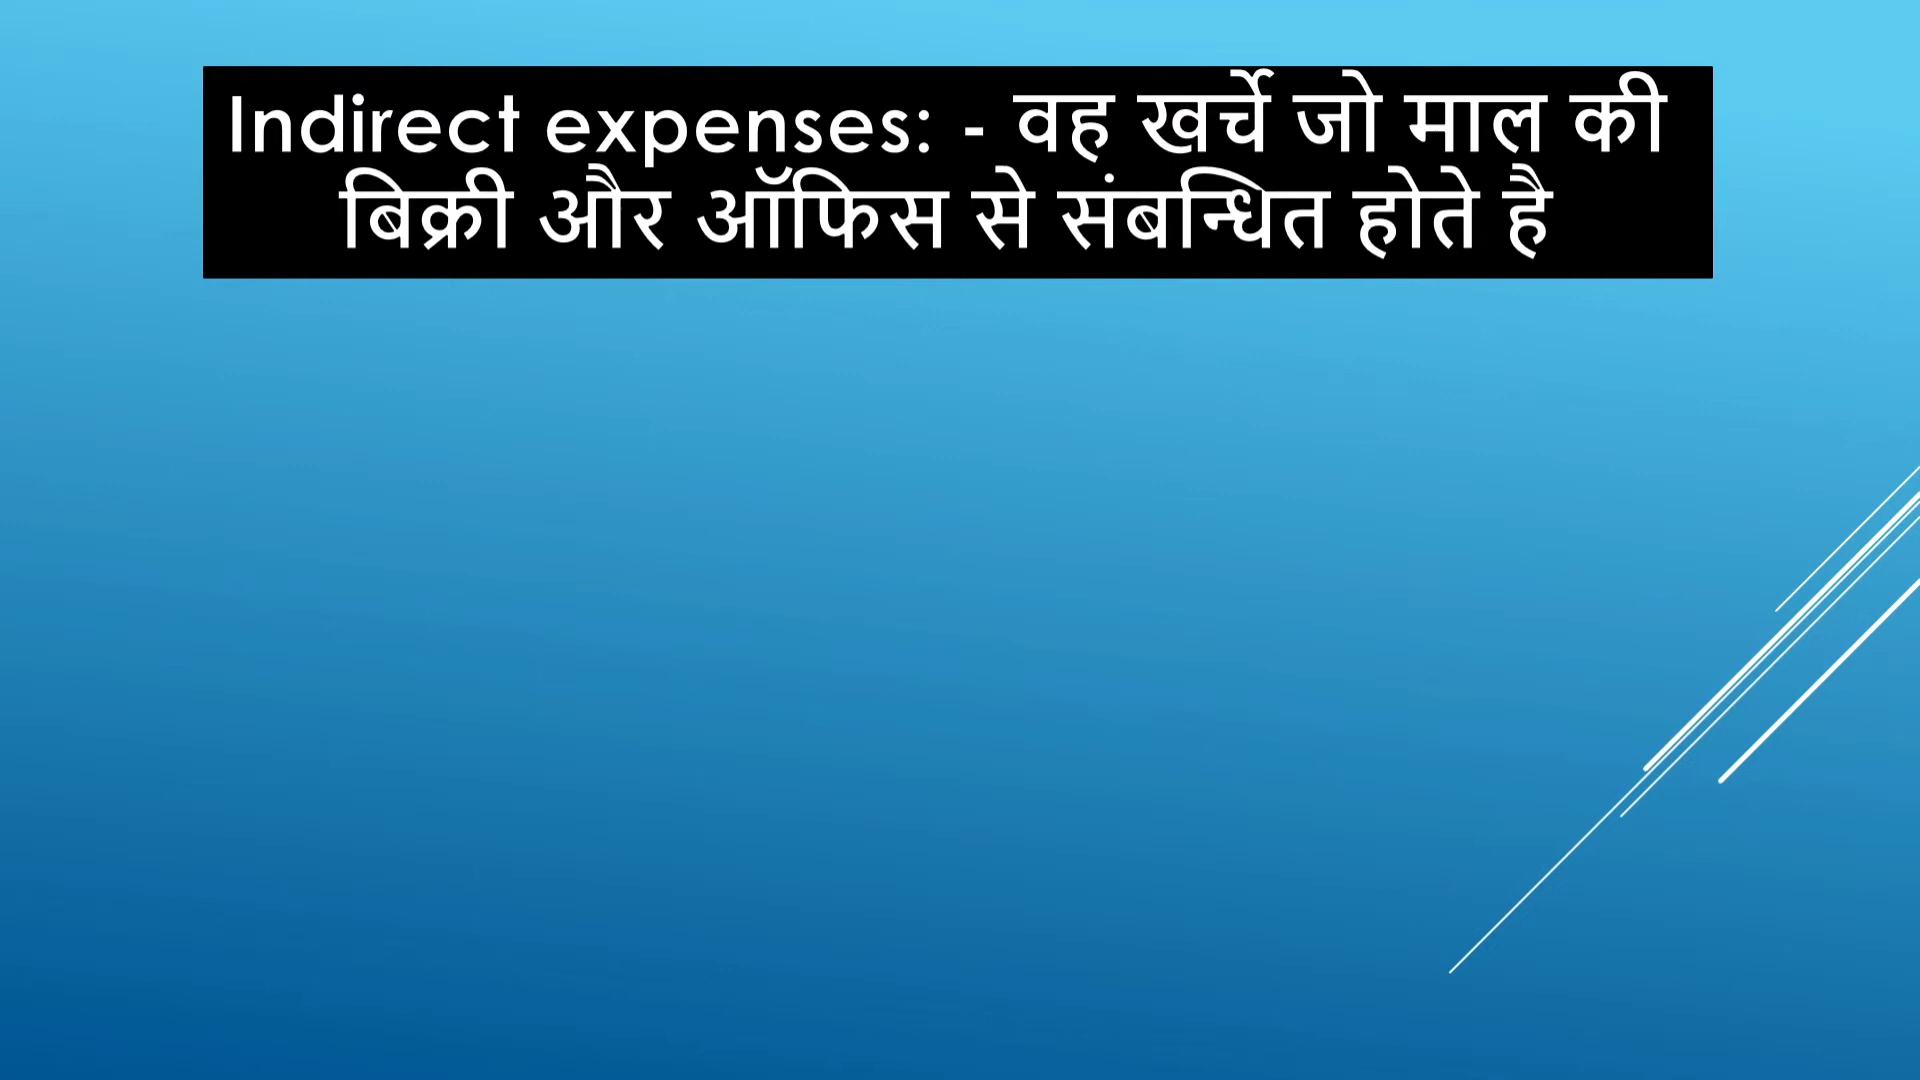 Indirect expenses: - वह खर्चे जो माल की
बिक्री और ऑफिस से संबन्धित होते है